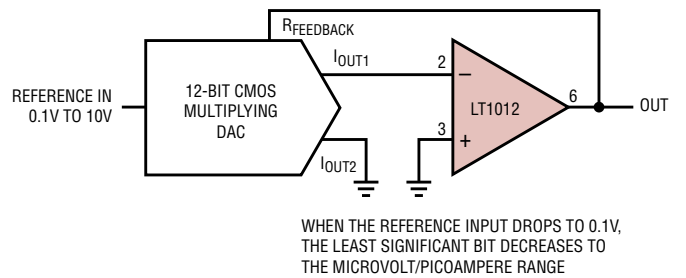 RFEEDBACK
IOUT1
2
6
REFERENCE IN
0.1V TO 10V
12-BIT CMOS
MULTIPLYING
DAC
–
LT1012
OUT
3
+
IOUT2
WHEN THE REFERENCE INPUT DROPS TO 0.1V,
THE LEAST SIGNIFICANT BIT DECREASES TO
THE MICROVOLT/PICOAMPERE RANGE